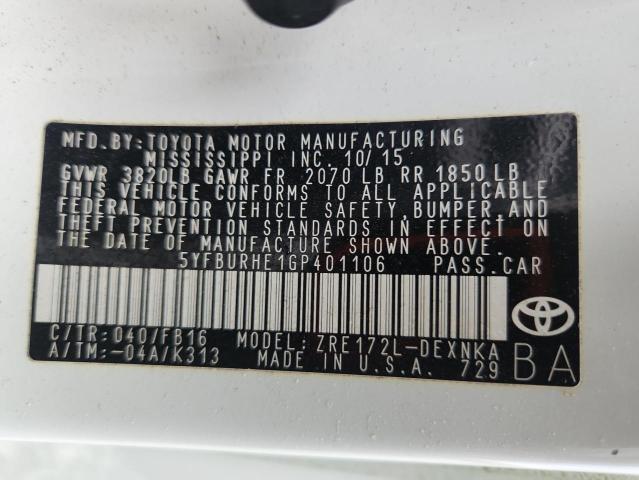 MFD. BY: TOYOTA MOTOR MANUFACTURING
MISSISSIPPI INC. 10/15
GVWR 3820LB GAWR FR 2070 LB RR 1850 LB
THIS VEHICLE CONFORMS TO ALL APPLICABLE
FEDERAL MOTOR VEHICLE SAFETY, BUMPER, AND
THEFT PREVENTION STANDARDS IN EFFECT ON
THE DATE OF MANUFACTURE SHOWN ABOVE.
5YFBURHE1GP401106 PASS. CAR
C/TR: 040/FB16 MODEL: ZRE172L-DEXNKA
A/TM: -04A/K313 MADE IN U.S.A. 729 BA